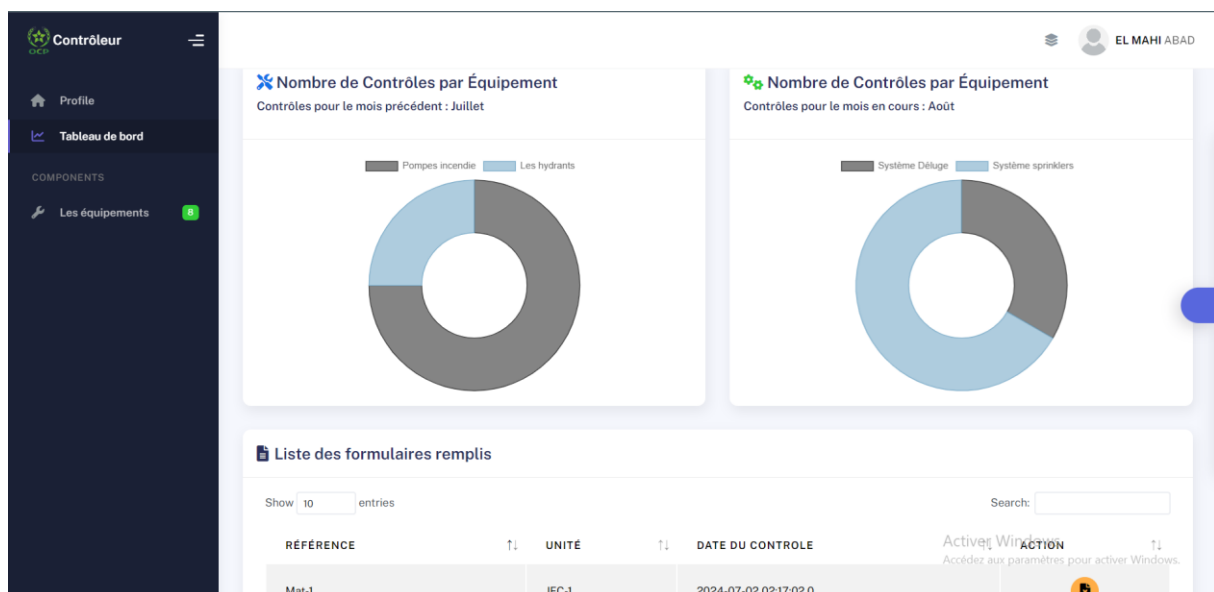 OCP
Contrôleur
EL MAHI ABAD
Profile
Tableau de bord
COMPONENTS
Les équipements 8
Nombre de Contrôles par Équipement
Contrôles pour le mois précédent : Juillet
Pompes incendie Les hydrants
Nombre de Contrôles par Équipement
Contrôles pour le mois en cours : Août
Système Déluge Système sprinklers
Liste des formulaires remplis
Show 10 entries
Search:
RÉFÉRENCE UNITÉ DATE DU CONTROLE ACTION
Activer Windows
Accédez aux paramètres pour activer Windows.
Mat-1 JFC-1 2024-07-02 02:17:02.0